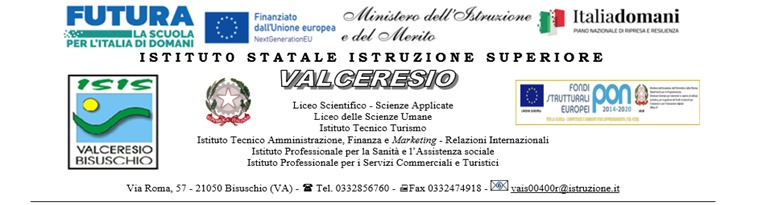 FUTURA
LA SCUOLA
PER L'ITALIA DI DOMANI
Finanziato
dall'Unione europea
NextGenerationEU
Ministero dell'Istruzione
e del Merito
Italiadomani
PIANO NAZIONALE DI RIPRESA E RESILIENZA
ISTITUTO STATALE ISTRUZIONE SUPERIORE
ISIS
VALCERESIO
BISUSCHIO
VALCERESIO
Liceo Scientifico - Scienze Applicate
Liceo delle Scienze Umane
Istituto Tecnico Turismo
Istituto Tecnico Amministrazione, Finanza e Marketing - Relazioni Internazionali
Istituto Professionale per la Sanità e l'Assistenza sociale
Istituto Professionale per i Servizi Commerciali e Turistici
FONDI
STRUTTURALI
EUROPEI
pon
2014-2020
Via Roma, 57 - 21050 Bisuschio (VA) - ☎ Tel. 0332856760 - Fax 0332474918 - vais00400r@istruzione.it